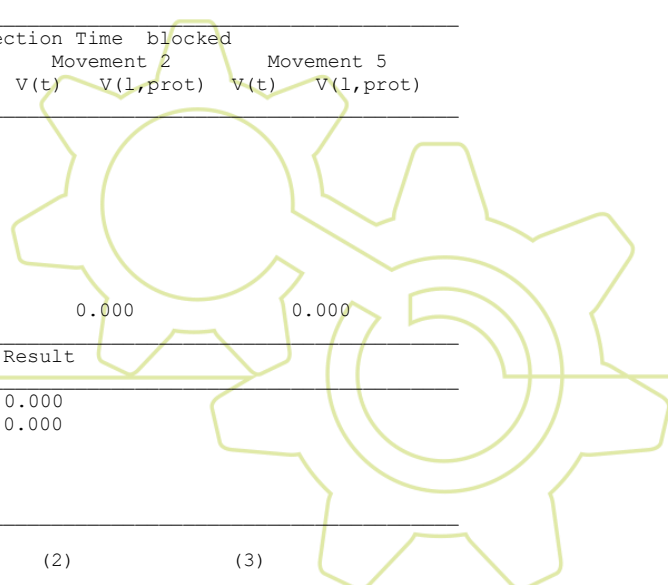 ection Time blocked
Movement 2 Movement 5
V(t) V(l,prot) V(t) V(l,prot)
0.000 0.000
Result
0.000
0.000
(2) (3)